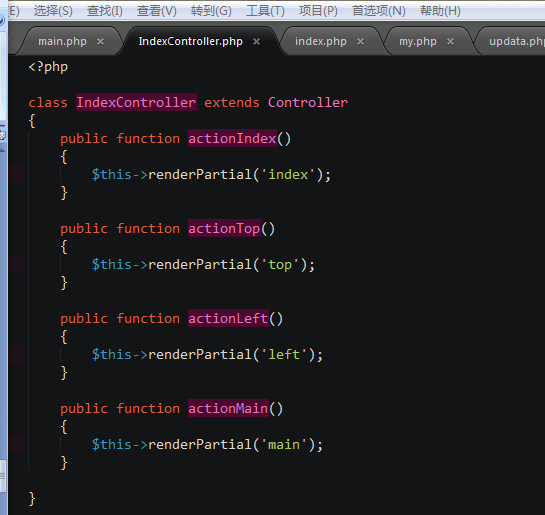 E) 选择(S) 查找(I) 查看(V) 转到(G) 工具(T) 项目(P) 首选项(N) 帮助(H)
main.php × IndexController.php × index.php × my.php × updata.ph
<?php
class IndexController extends Controller
{
    public function actionIndex()
    {
        $this->renderPartial('index');
    }
    public function actionTop()
    {
        $this->renderPartial('top');
    }
    public function actionLeft()
    {
        $this->renderPartial('left');
    }
    public function actionMain()
    {
        $this->renderPartial('main');
    }
}